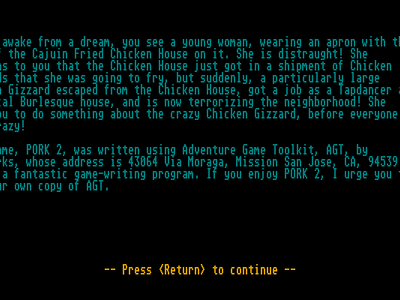 awake from a dream, you see a young woman, wearing an apron with th
the Cajuin Fried Chicken House on it. She is distraught! She
ns to you that the Chicken House just got in a shipment of Chicken
ds that she was going to fry, but suddenly, a particularly large
n Gizzard escaped from the Chicken House, got a job as a Tapdancer a
cal Burlesque house, and is now terrorizing the neighborhood! She
ou to do something about the crazy Chicken Gizzard, before everyone
razy!
ame, PORK 2, was written using Adventure Game Toolkit, AGT, by
rks, whose address is 43064 Via Moraga, Mission San Jose, CA, 94539
a fantastic game-writing program. If you enjoy PORK 2, I urge you t
ur own copy of AGT.
-- Press <Return> to continue --